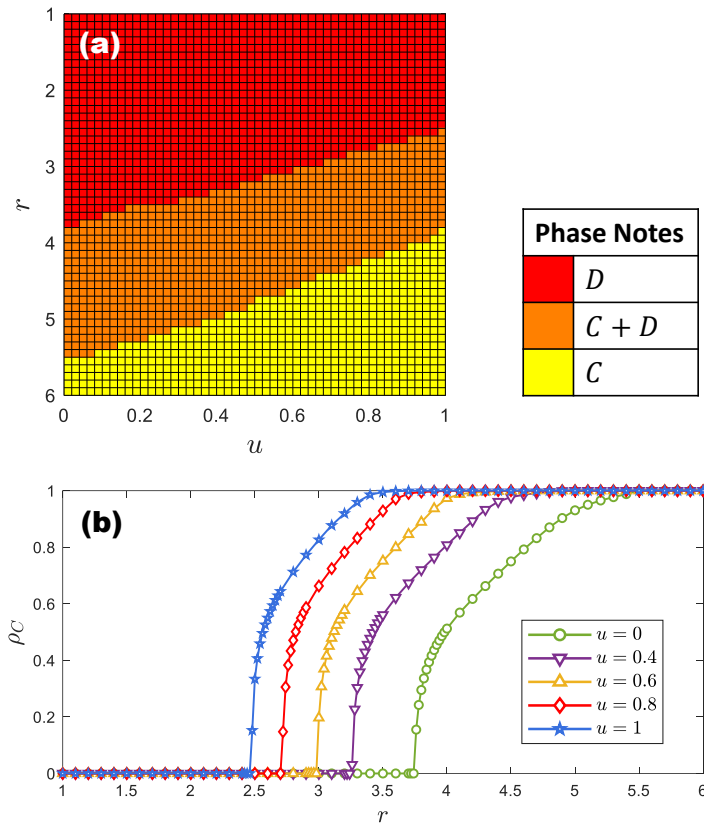 (a)
1
2
3
4
5
6
r
0
0.2
0.4
0.6
0.8
1
u
Phase Notes
D
C + D
C
(b)
1
0.8
0.6
0.4
0.2
0
ρ_C
u = 0
u = 0.4
u = 0.6
u = 0.8
u = 1
1
1.5
2
2.5
3
3.5
4
4.5
5
5.5
6
r